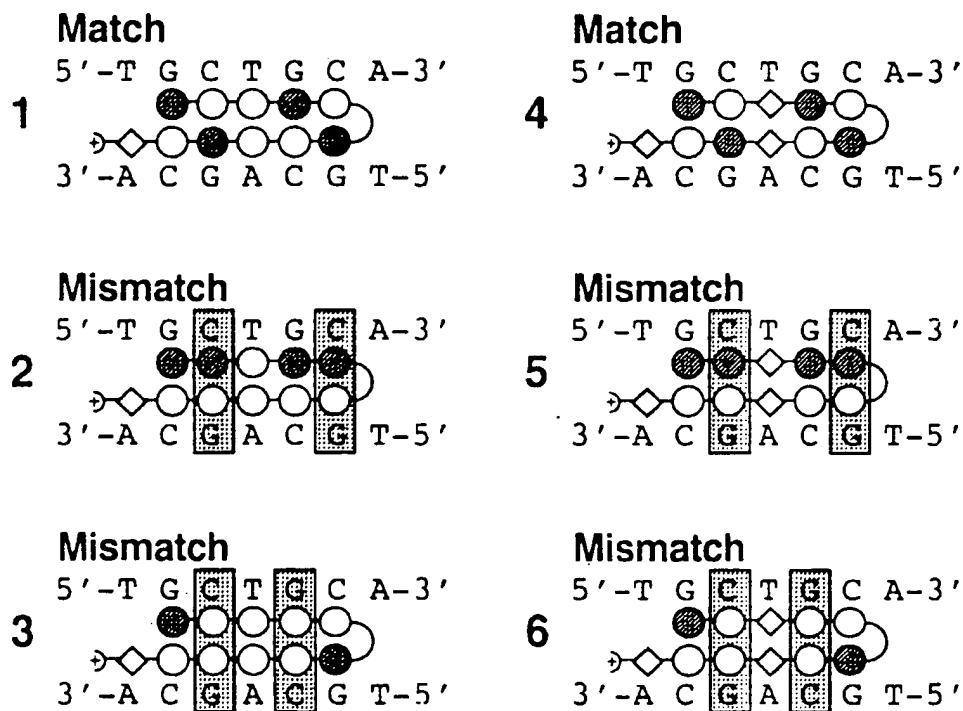 Match
5'-T G C T G C A-3'
1
3'-A C G A C G T-5'
Mismatch
5'-T G C T G C A-3'
2
3'-A C G A C G T-5'
Mismatch
5'-T G C T G C A-3'
3
3'-A C G A C G T-5'
Match
5'-T G C T G C A-3'
4
3'-A C G A C G T-5'
Mismatch
5'-T G C T G C A-3'
5
3'-A C G A C G T-5'
Mismatch
5'-T G C T G C A-3'
6
3'-A C G A C G T-5'